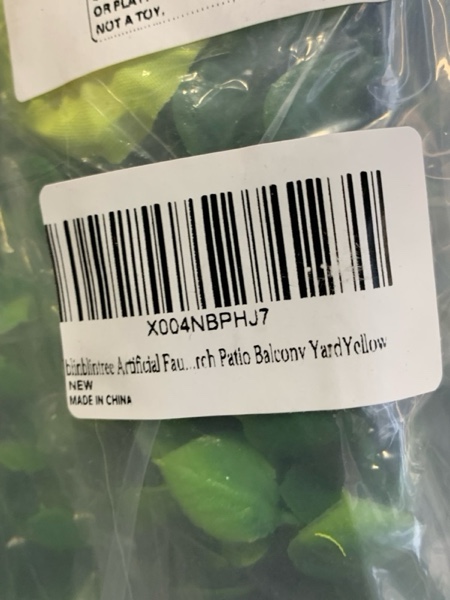 OR PLAY
NOT A TOY.
X004NBPHJ7
blinblintree Artificial Fau...rch Patio Balcony YardYellow
NEW
MADE IN CHINA